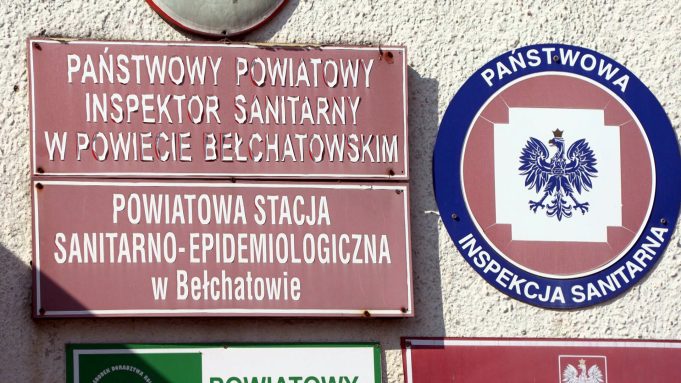 PAŃSTWOWY POWIATOWY
INSPEKTOR SANITARNY
W POWIECIE BEŁCHATOWSKIM
POWIATOWA STACJA
SANITARNO-EPIDEMIOLOGICZNA
w Bełchatowie
PAŃSTWOWA
INSPEKCJA SANITARNA
POWIATOWY